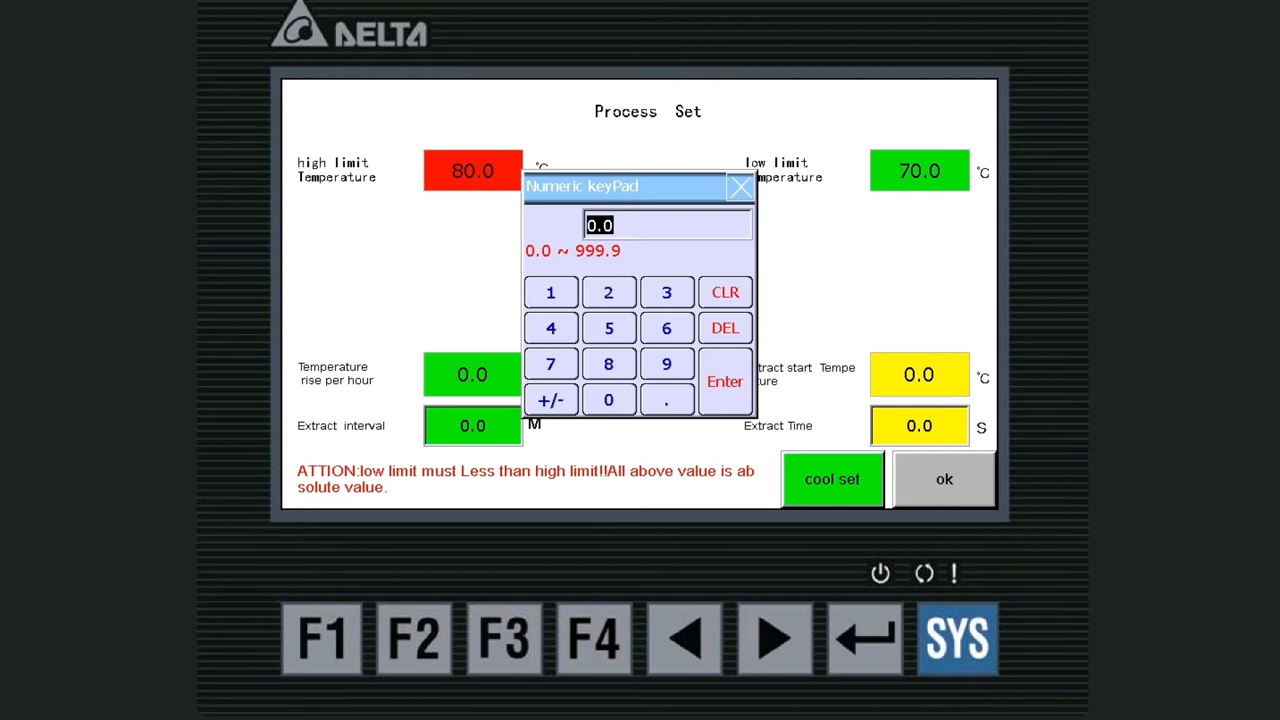 DELTA
Process Set
high limit
Temperature
80.0
℃
low limit
mperature
70.0
℃
Numeric keyPad
0.0
0.0 ~ 999.9
1 2 3 CLR
4 5 6 DEL
7 8 9 Enter
+/- 0 .
Temperature
rise per hour
0.0
tract start Tempe
ture
0.0
℃
Extract interval
0.0
M
Extract Time
0.0
S
ATTION:low limit must Less than high limit!!All above value is ab
solute value.
cool set
ok
!
F1 F2 F3 F4 SYS